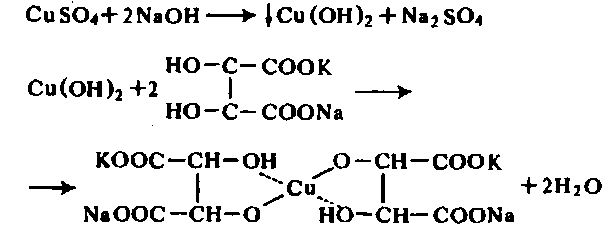 CuSO₄+2NaOH → ↓Cu(OH)₂+Na₂SO₄
HO–C–COOK
Cu(OH)₂+2 →
HO–C–COONa
→ KOOC–CH–OH O–CH–COOK
Cu +2H₂O
NaOOC–CH–O HO–CH–COONa